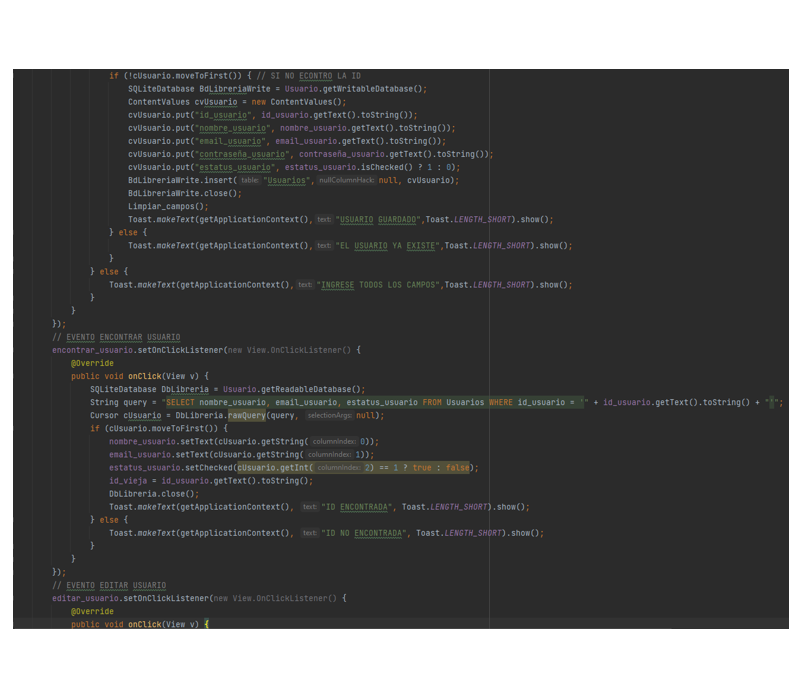 if (!cUsuario.moveToFirst()) { // SI NO ECONTRO LA ID
SQLiteDatabase BdLibreriaWrite = Usuario.getWritableDatabase();
ContentValues cvUsuario = new ContentValues();
cvUsuario.put("id_usuario", id_usuario.getText().toString());
cvUsuario.put("nombre_usuario", nombre_usuario.getText().toString());
cvUsuario.put("email_usuario", email_usuario.getText().toString());
cvUsuario.put("contraseña_usuario", contraseña_usuario.getText().toString());
cvUsuario.put("estatus_usuario", estatus_usuario.isChecked() ? 1 : 0);
BdLibreriaWrite.insert( table: "Usuarios", nullColumnHack: null, cvUsuario);
BdLibreriaWrite.close();
Limpiar_campos();
Toast.makeText(getApplicationContext(), text: "USUARIO GUARDADO",Toast.LENGTH_SHORT).show();
} else {
Toast.makeText(getApplicationContext(), text: "EL USUARIO YA EXISTE",Toast.LENGTH_SHORT).show();
}
} else {
Toast.makeText(getApplicationContext(), text: "INGRESE TODOS LOS CAMPOS",Toast.LENGTH_SHORT).show();
}
}
});
// EVENTO ENCONTRAR USUARIO
encontrar_usuario.setOnClickListener(new View.OnClickListener() {
@Override
public void onClick(View v) {
SQLiteDatabase DbLibreria = Usuario.getReadableDatabase();
String query = "SELECT nombre_usuario, email_usuario, estatus_usuario FROM Usuarios WHERE id_usuario = '" + id_usuario.getText().toString() + "'";
Cursor cUsuario = DbLibreria.rawQuery(query, selectionArgs: null);
if (cUsuario.moveToFirst()) {
nombre_usuario.setText(cUsuario.getString( columnIndex: 0));
email_usuario.setText(cUsuario.getString( columnIndex: 1));
estatus_usuario.setChecked(cUsuario.getInt( columnIndex: 2) == 1 ? true : false);
id_vieja = id_usuario.getText().toString();
DbLibreria.close();
Toast.makeText(getApplicationContext(), text: "ID ENCONTRADA", Toast.LENGTH_SHORT).show();
} else {
Toast.makeText(getApplicationContext(), text: "ID NO ENCONTRADA", Toast.LENGTH_SHORT).show();
}
}
});
// EVENTO EDITAR USUARIO
editar_usuario.setOnClickListener(new View.OnClickListener() {
@Override
public void onClick(View v) {